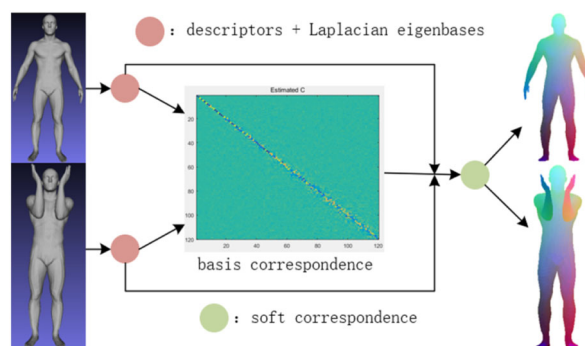 : descriptors + Laplacian eigenbases
Estimated C
20
40
60
80
100
120
20 40 60 80 100 120
basis correspondence
: soft correspondence